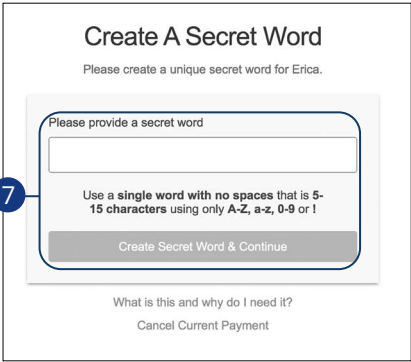 Create A Secret Word
Please create a unique secret word for Erica.
Please provide a secret word
7
Use a single word with no spaces that is 5-
15 characters using only A-Z, a-z, 0-9 or !
Create Secret Word & Continue
What is this and why do I need it?
Cancel Current Payment